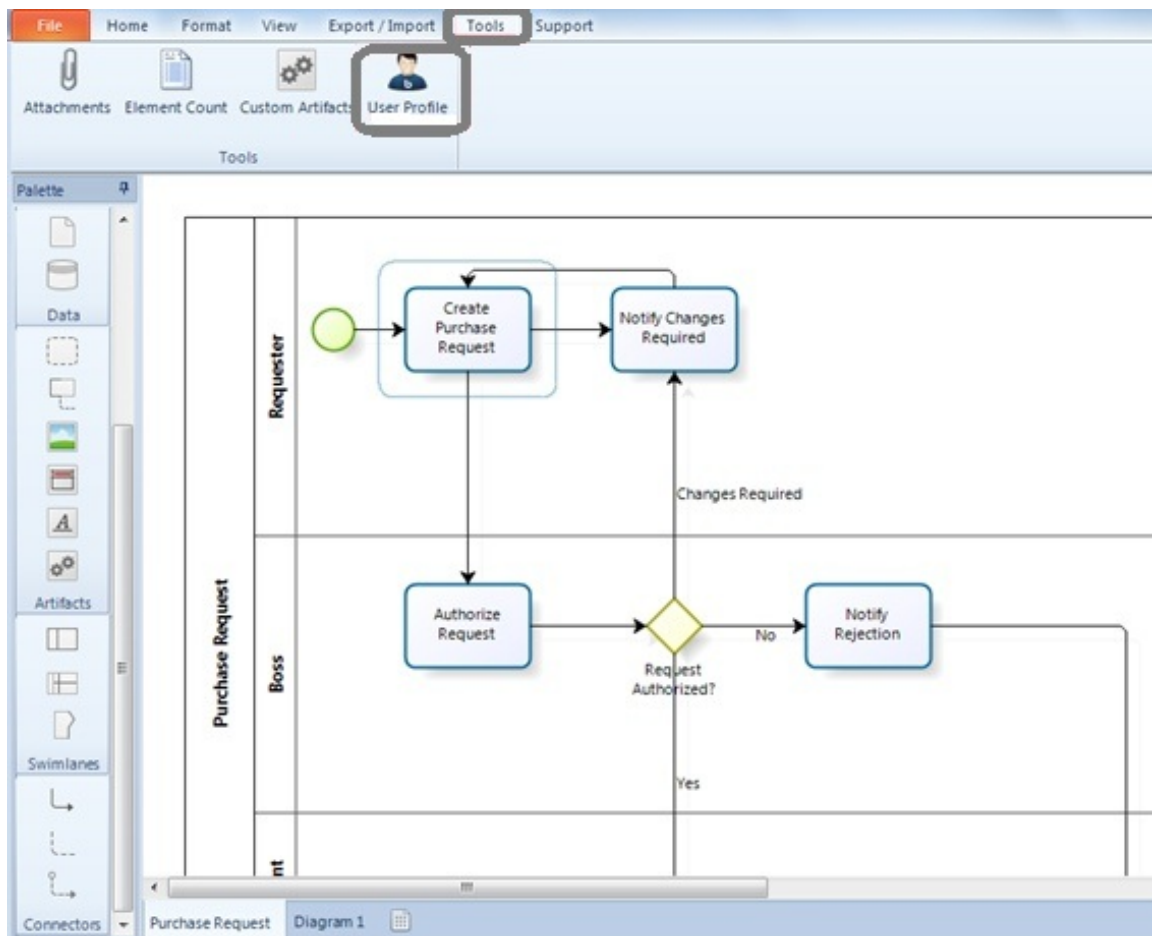 File Home Format View Export / Import Tools Support
Attachments Element Count Custom Artifacts User Profile
Tools
Palette
Data
Artifacts
Swimlanes
Connectors
Purchase Request
Requester
Create
Purchase
Request
Notify Changes
Required
Changes Required
Boss
Authorize
Request
Request
Authorized?
No
Notify
Rejection
Yes
nt
Purchase Request Diagram 1